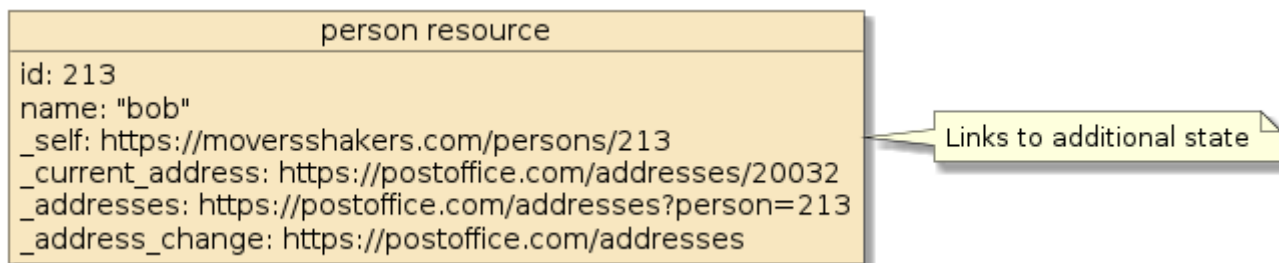 person resource
id: 213
name: "bob"
_self: https://moversshakers.com/persons/213
_current_address: https://postoffice.com/addresses/20032
_addresses: https://postoffice.com/addresses?person=213
_address_change: https://postoffice.com/addresses
Links to additional state